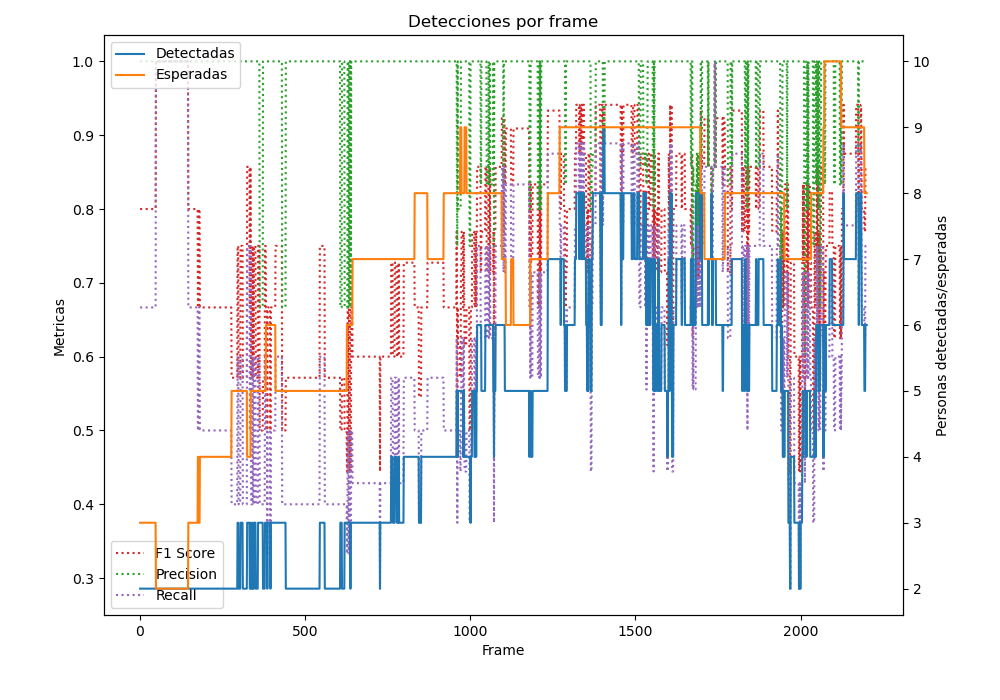 Detecciones por frame
Detectadas
Esperadas
F1 Score
Precision
Recall
1.0
0.9
0.8
0.7
0.6
0.5
0.4
0.3
Metricas
10
9
8
7
6
5
4
3
2
Personas detectadas/esperadas
0
500
1000
1500
2000
Frame